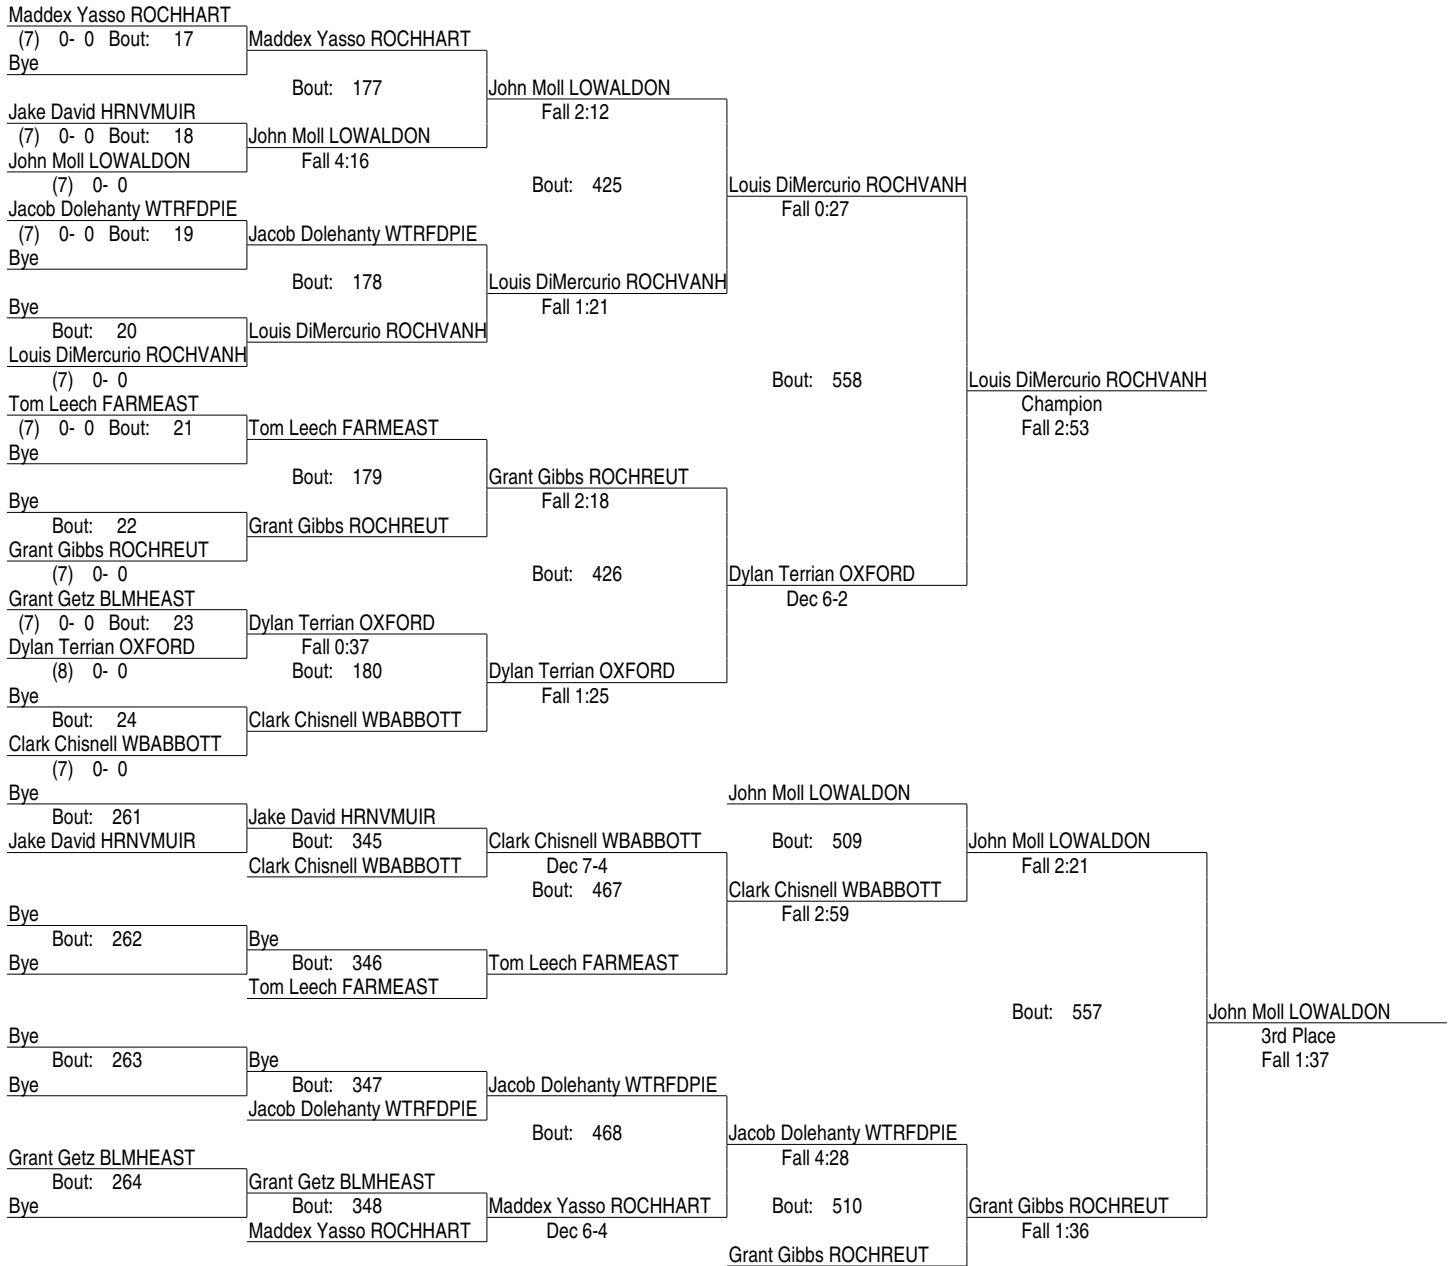 Maddex Yasso ROCHHART
(7) 0- 0 Bout: 17 Maddex Yasso ROCHHART
Bye
Bout: 177 John Moll LOWALDON
Jake David HRNVMUIR Fall 2:12
(7) 0- 0 Bout: 18 John Moll LOWALDON
John Moll LOWALDON Fall 4:16
(7) 0- 0 Bout: 425 Louis DiMercurio ROCHVANH
Jacob Dolehanty WTRFDPIE Fall 0:27
(7) 0- 0 Bout: 19 Jacob Dolehanty WTRFDPIE
Bye
Bout: 178 Louis DiMercurio ROCHVANH
Bye Fall 1:21
Bout: 20 Louis DiMercurio ROCHVANH
Louis DiMercurio ROCHVANH
(7) 0- 0 Bout: 558 Louis DiMercurio ROCHVANH
Tom Leech FARMEAST Champion
(7) 0- 0 Bout: 21 Tom Leech FARMEAST Fall 2:53
Bye
Bout: 179 Grant Gibbs ROCHREUT
Bye Fall 2:18
Bout: 22 Grant Gibbs ROCHREUT
Grant Gibbs ROCHREUT
(7) 0- 0 Bout: 426 Dylan Terrian OXFORD
Grant Getz BLMHEAST Dec 6-2
(7) 0- 0 Bout: 23 Dylan Terrian OXFORD
Dylan Terrian OXFORD Fall 0:37
(8) 0- 0 Bout: 180 Dylan Terrian OXFORD
Bye Fall 1:25
Bout: 24 Clark Chisnell WBABBOTT
Clark Chisnell WBABBOTT
(7) 0- 0
Bye John Moll LOWALDON
Bout: 261 Jake David HRNVMUIR
Jake David HRNVMUIR Bout: 345 Clark Chisnell WBABBOTT Bout: 509 John Moll LOWALDON
Clark Chisnell WBABBOTT Dec 7-4 Fall 2:21
Bout: 467 Clark Chisnell WBABBOTT
Bye Fall 2:59
Bout: 262 Bye
Bye Bout: 346 Tom Leech FARMEAST
Tom Leech FARMEAST
Bout: 557 John Moll LOWALDON
Bye 3rd Place
Bout: 263 Bye Fall 1:37
Bye Bout: 347 Jacob Dolehanty WTRFDPIE
Jacob Dolehanty WTRFDPIE
Bout: 468 Jacob Dolehanty WTRFDPIE
Grant Getz BLMHEAST Fall 4:28
Bout: 264 Grant Getz BLMHEAST
Bye Bout: 348 Maddex Yasso ROCHHART Bout: 510 Grant Gibbs ROCHREUT
Maddex Yasso ROCHHART Dec 6-4 Fall 1:36
Grant Gibbs ROCHREUT